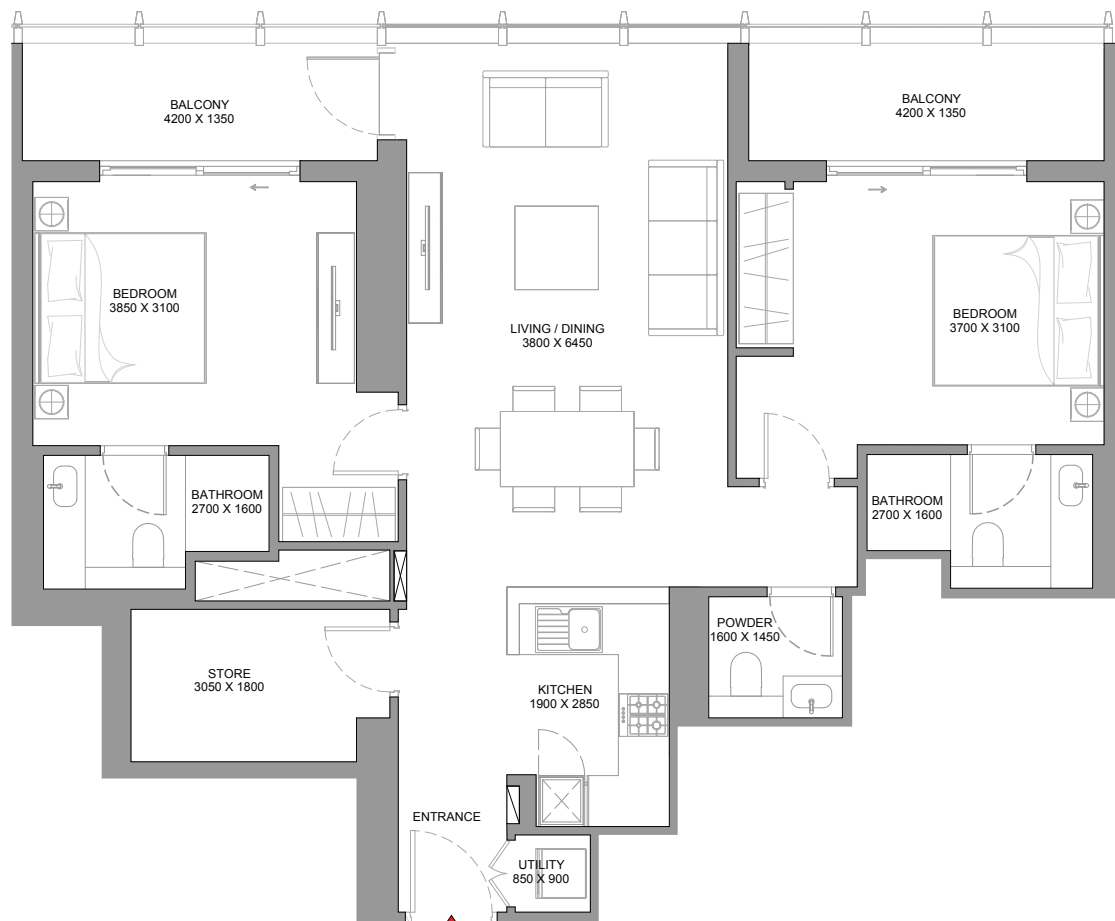 BALCONY
4200 X 1350
BALCONY
4200 X 1350
BEDROOM
3850 X 3100
LIVING / DINING
3800 X 6450
BEDROOM
3700 X 3100
BATHROOM
2700 X 1600
BATHROOM
2700 X 1600
POWDER
1600 X 1450
STORE
3050 X 1800
KITCHEN
1900 X 2850
ENTRANCE
UTILITY
850 X 900